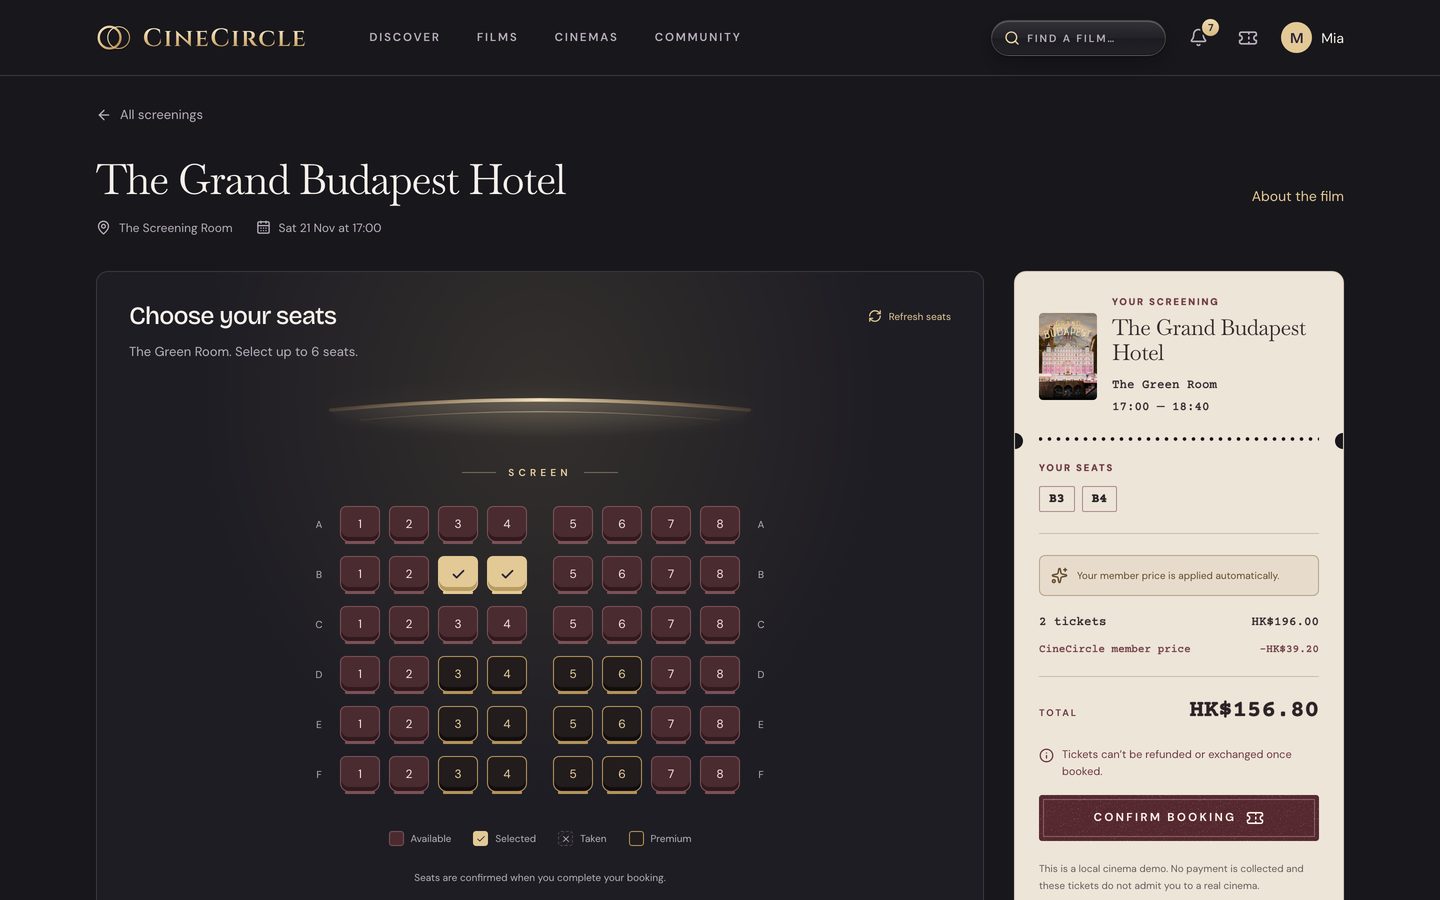 CINECIRCLE
DISCOVER FILMS CINEMAS COMMUNITY
FIND A FILM...
7
M Mia
All screenings
The Grand Budapest Hotel
The Screening Room Sat 21 Nov at 17:00
About the film
Choose your seats
Refresh seats
The Green Room. Select up to 6 seats.
SCREEN
A 1 2 3 4 5 6 7 8 A
B 1 2 5 6 7 8 B
C 1 2 3 4 5 6 7 8 C
D 1 2 3 4 5 6 7 8 D
E 1 2 3 4 5 6 7 8 E
F 1 2 3 4 5 6 7 8 F
Available Selected Taken Premium
Seats are confirmed when you complete your booking.
YOUR SCREENING
The Grand Budapest
Hotel
The Green Room
17:00 — 18:40
YOUR SEATS
B3 B4
Your member price is applied automatically.
2 tickets HK$196.00
CineCircle member price -HK$39.20
TOTAL HK$156.80
Tickets can't be refunded or exchanged once
booked.
CONFIRM BOOKING
This is a local cinema demo. No payment is collected and
these tickets do not admit you to a real cinema.